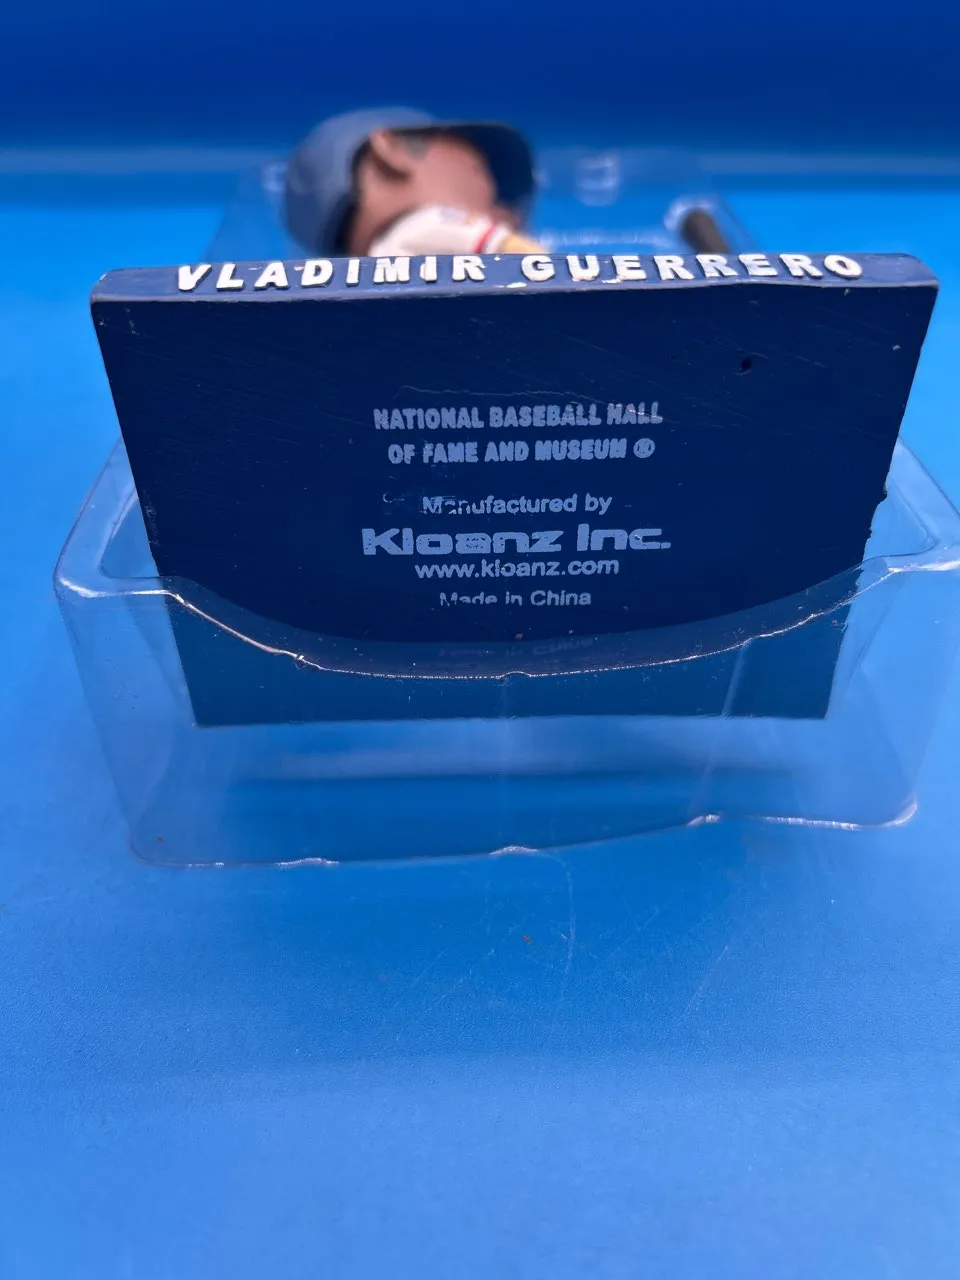 VLADIMIR GUERRERO
NATIONAL BASEBALL HALL
OF FAME AND MUSEUM ®
Manufactured by
Kloanz Inc.
www.kloanz.com
Made in China